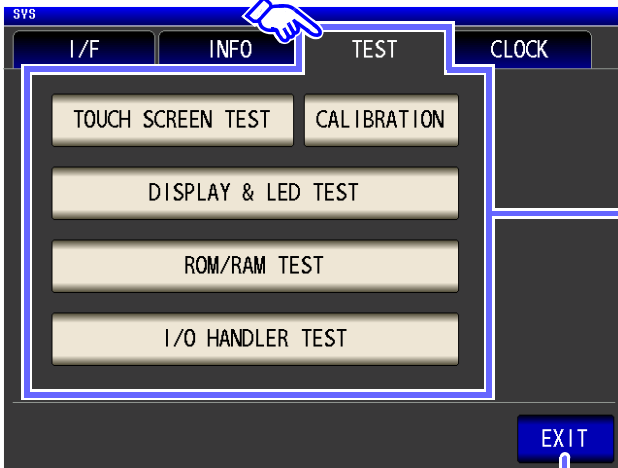 SYS
I/F INFO TEST CLOCK
TOUCH SCREEN TEST CALIBRATION
DISPLAY & LED TEST
ROM/RAM TEST
I/O HANDLER TEST
EXIT